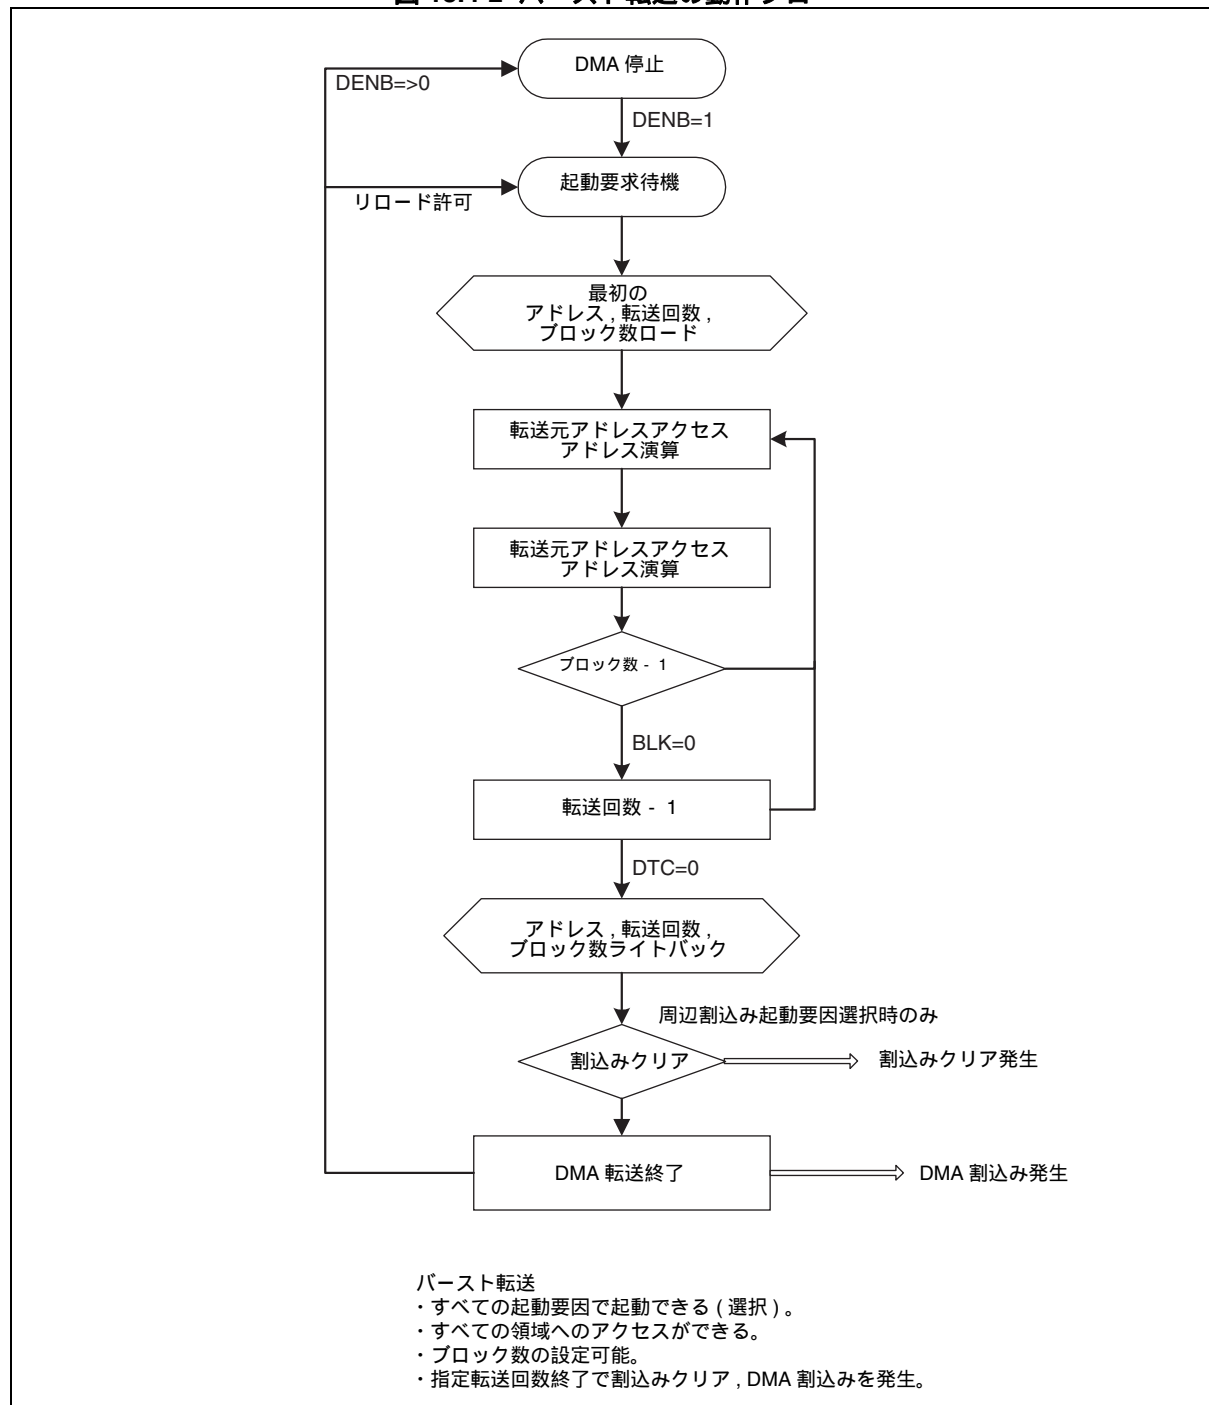 DMA 停止
DENB=>0
DENB=1
起動要求待機
リロード許可
最初の
アドレス , 転送回数 ,
ブロック数ロード
転送元アドレスアクセス
アドレス演算
転送元アドレスアクセス
アドレス演算
ブロック数 - 1
BLK=0
転送回数 - 1
DTC=0
アドレス , 転送回数 ,
ブロック数ライトバック
周辺割込み起動要因選択時のみ
割込みクリア
割込みクリア発生
DMA 転送終了
DMA 割込み発生
バースト転送
・すべての起動要因で起動できる ( 選択 ) 。
・すべての領域へのアクセスができる。
・ブロック数の設定可能。
・指定転送回数終了で割込みクリア , DMA 割込みを発生。